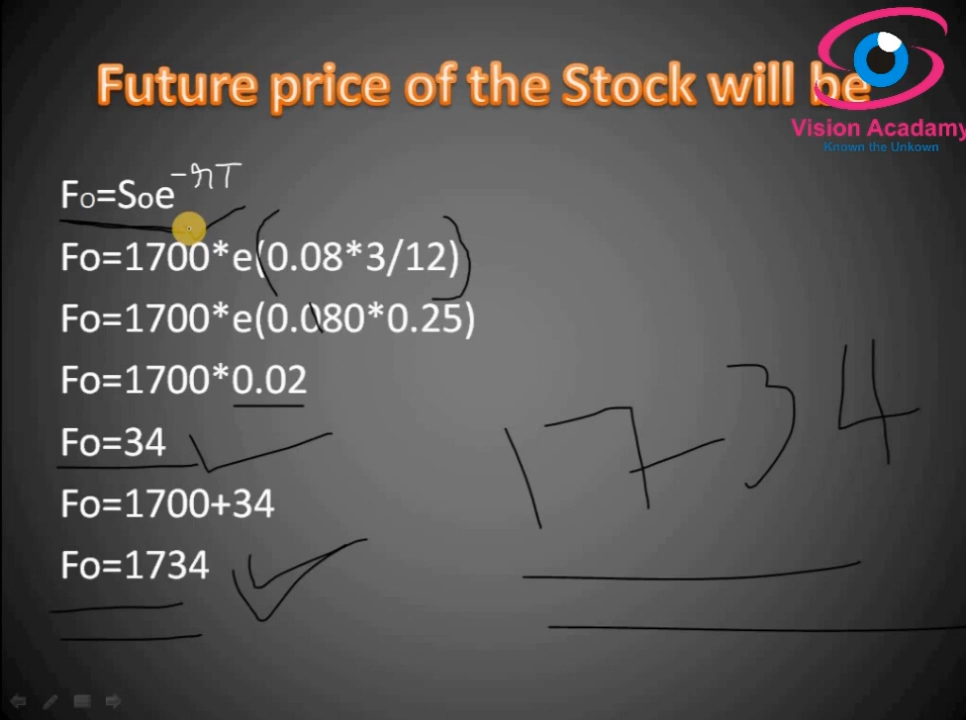 Future price of the Stock will be
Vision Acadamy
Known the Unkown
Fo=Soe-rT
Fo=1700*e(0.08*3/12)
Fo=1700*e(0.080*0.25)
Fo=1700*0.02
Fo=34
Fo=1700+34
Fo=1734
1734